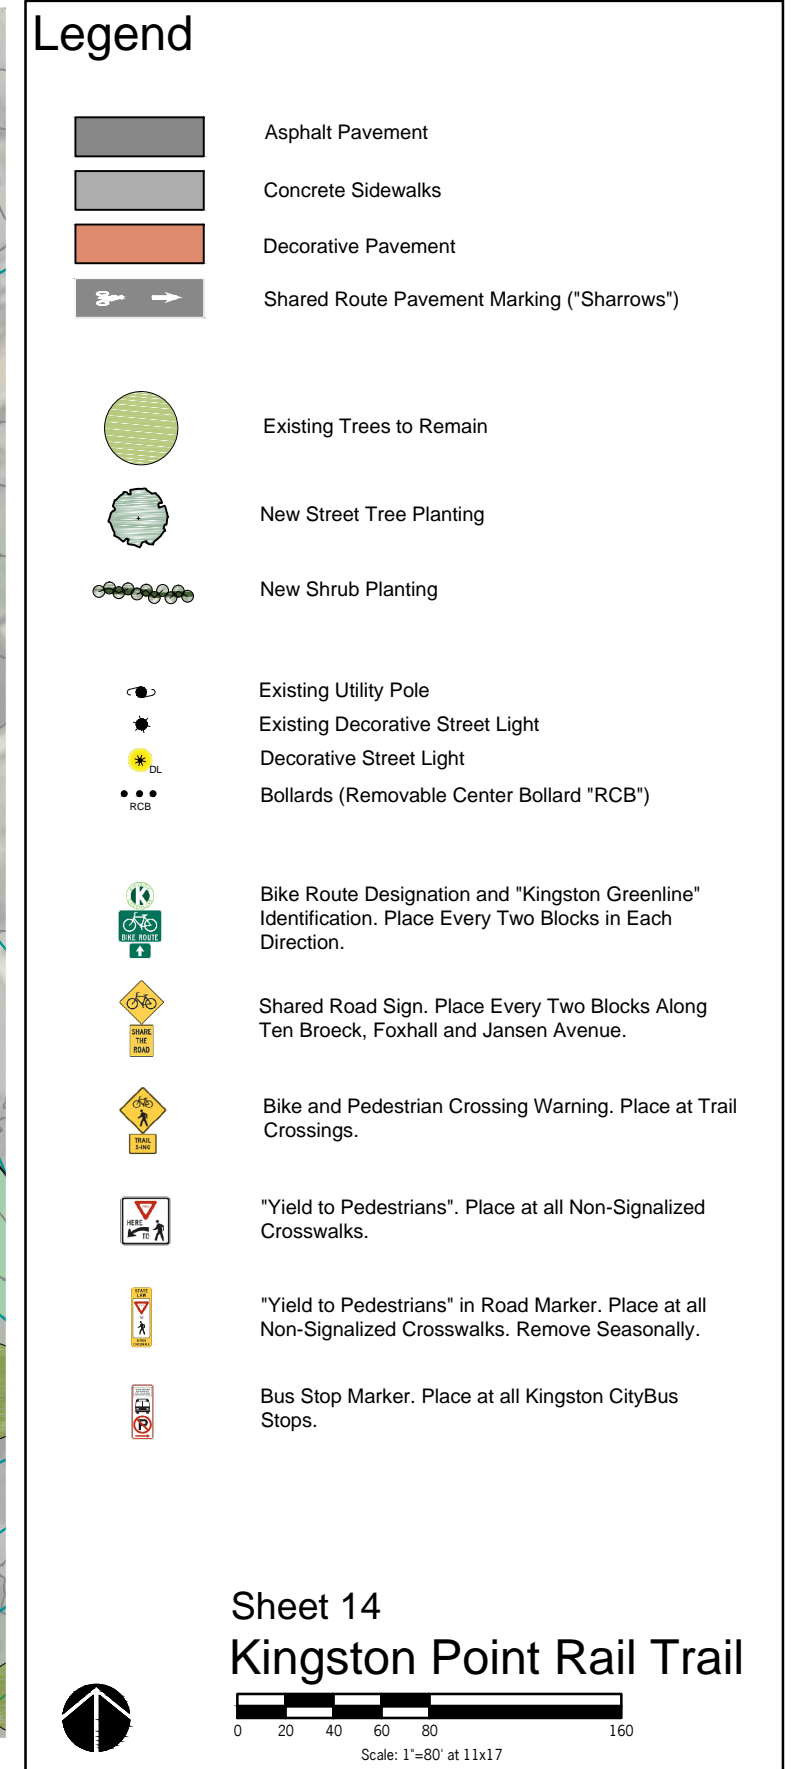 Legend
Asphalt Pavement
Concrete Sidewalks
Decorative Pavement
Shared Route Pavement Marking ("Sharrows")
Existing Trees to Remain
New Street Tree Planting
New Shrub Planting
Existing Utility Pole
Existing Decorative Street Light
DL
Decorative Street Light
RCB
Bollards (Removable Center Bollard "RCB")
K
BIKE ROUTE
Bike Route Designation and "Kingston Greenline"
Identification. Place Every Two Blocks in Each
Direction.
SHARE
THE
ROAD
Shared Road Sign. Place Every Two Blocks Along
Ten Broeck, Foxhall and Jansen Avenue.
TRAIL
X-ING
Bike and Pedestrian Crossing Warning. Place at Trail
Crossings.
HERE
TO
"Yield to Pedestrians". Place at all Non-Signalized
Crosswalks.
STATE
LAW
"Yield to Pedestrians" in Road Marker. Place at all
Non-Signalized Crosswalks. Remove Seasonally.
P
Bus Stop Marker. Place at all Kingston CityBus
Stops.
Sheet 14
Kingston Point Rail Trail
0 20 40 60 80 160
Scale: 1"=80' at 11x17